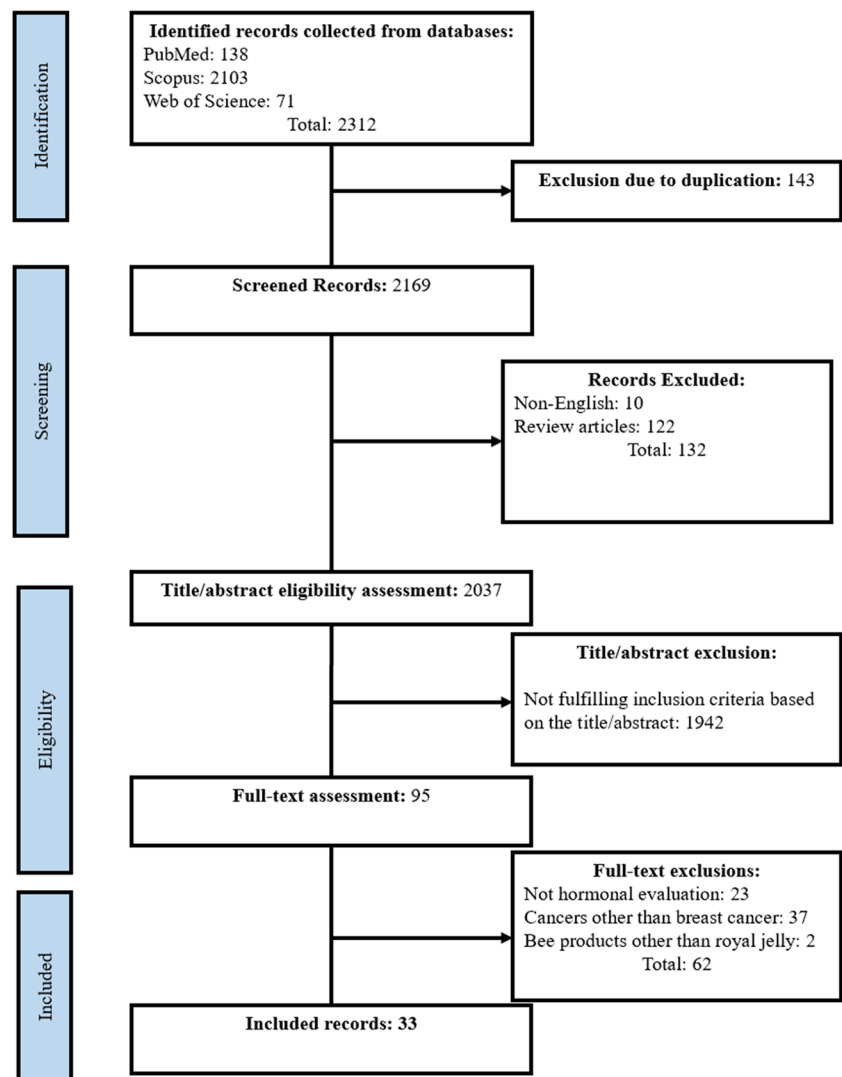 Identification
Identified records collected from databases:
PubMed: 138
Scopus: 2103
Web of Science: 71
Total: 2312
Exclusion due to duplication: 143
Screening
Screened Records: 2169
Records Excluded:
Non-English: 10
Review articles: 122
Total: 132
Eligibility
Title/abstract eligibility assessment: 2037
Title/abstract exclusion:
Not fulfilling inclusion criteria based
on the title/abstract: 1942
Full-text assessment: 95
Included
Full-text exclusions:
Not hormonal evaluation: 23
Cancers other than breast cancer: 37
Bee products other than royal jelly: 2
Total: 62
Included records: 33